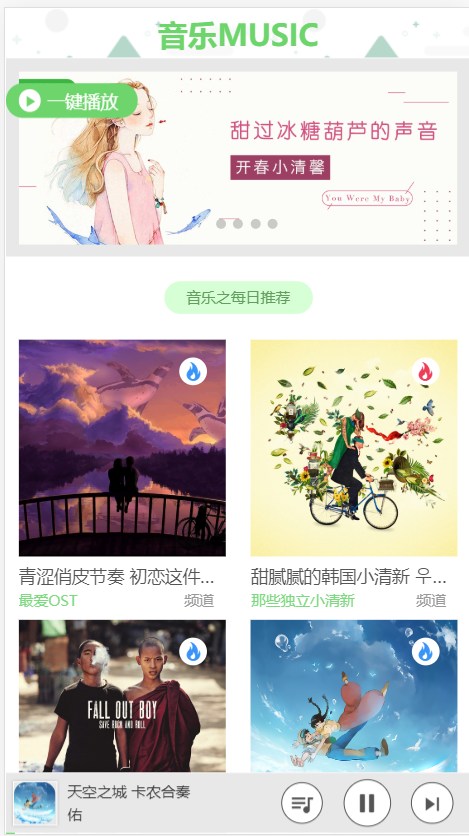 音乐MUSIC
一键播放
甜过冰糖葫芦的声音
开春小清馨
You Were My Baby
音乐之每日推荐
青涩俏皮节奏 初恋这件...
最爱OST
频道
甜腻腻的韩国小清新 우...
那些独立小清新
频道
FALL OUT BOY
SAVE ROCK AND ROLL
天空之城 卡农合奏
佑